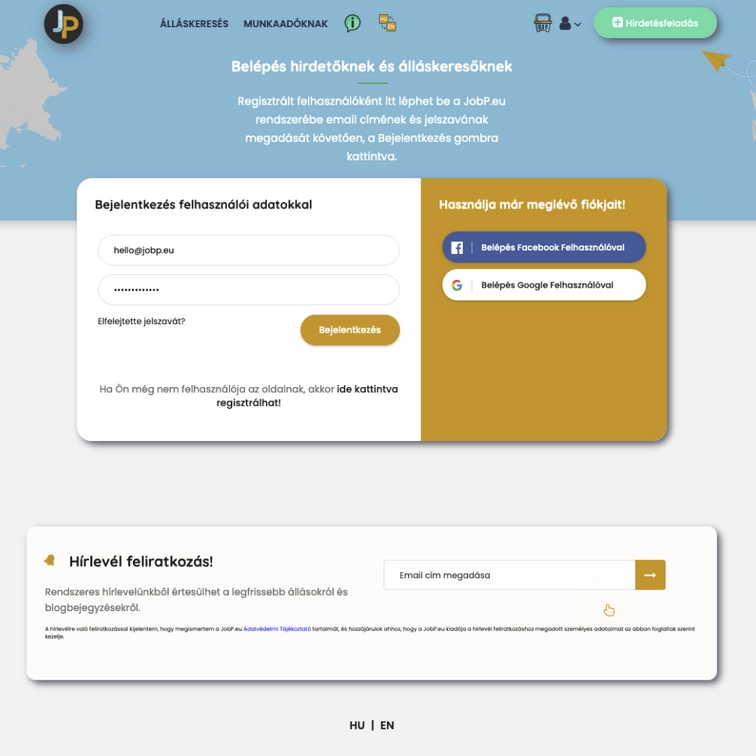 JP
ÁLLÁSKERESÉS
MUNKAADÓKNAK
Hirdetésfeladás
Belépés hirdetőknek és álláskeresőknek
Regisztrált felhasználóként itt léphet be a JobP.eu
rendszerébe email címének és jelszavának
megadását követően, a Bejelentkezés gombra
kattintva.
Bejelentkezés felhasználói adatokkal
hello@jobp.eu
•••••••••••••
Elfelejtette jelszavát?
Bejelentkezés
Ha Ön még nem felhasználója az oldalnak, akkor ide kattintva
regisztrálhat!
Használja már meglévő fiókjait!
Belépés Facebook Felhasználóval
Belépés Google Felhasználóval
Hírlevél feliratkozás!
Rendszeres hírlevelünkből értesülhet a legfrissebb állásokról és
blogbejegyzésekről.
Email cím megadása
A hírlevélre való feliratkozással kijelentem, hogy megismertem a JobP.eu Adatvédelmi Tájékoztató tartalmát, és hozzájárulok ahhoz, hogy a JobP.eu kiadója a hírlevél feliratkozáshoz megadott személyes adataimat az abban foglaltak szerint
kezelje.
HU | EN